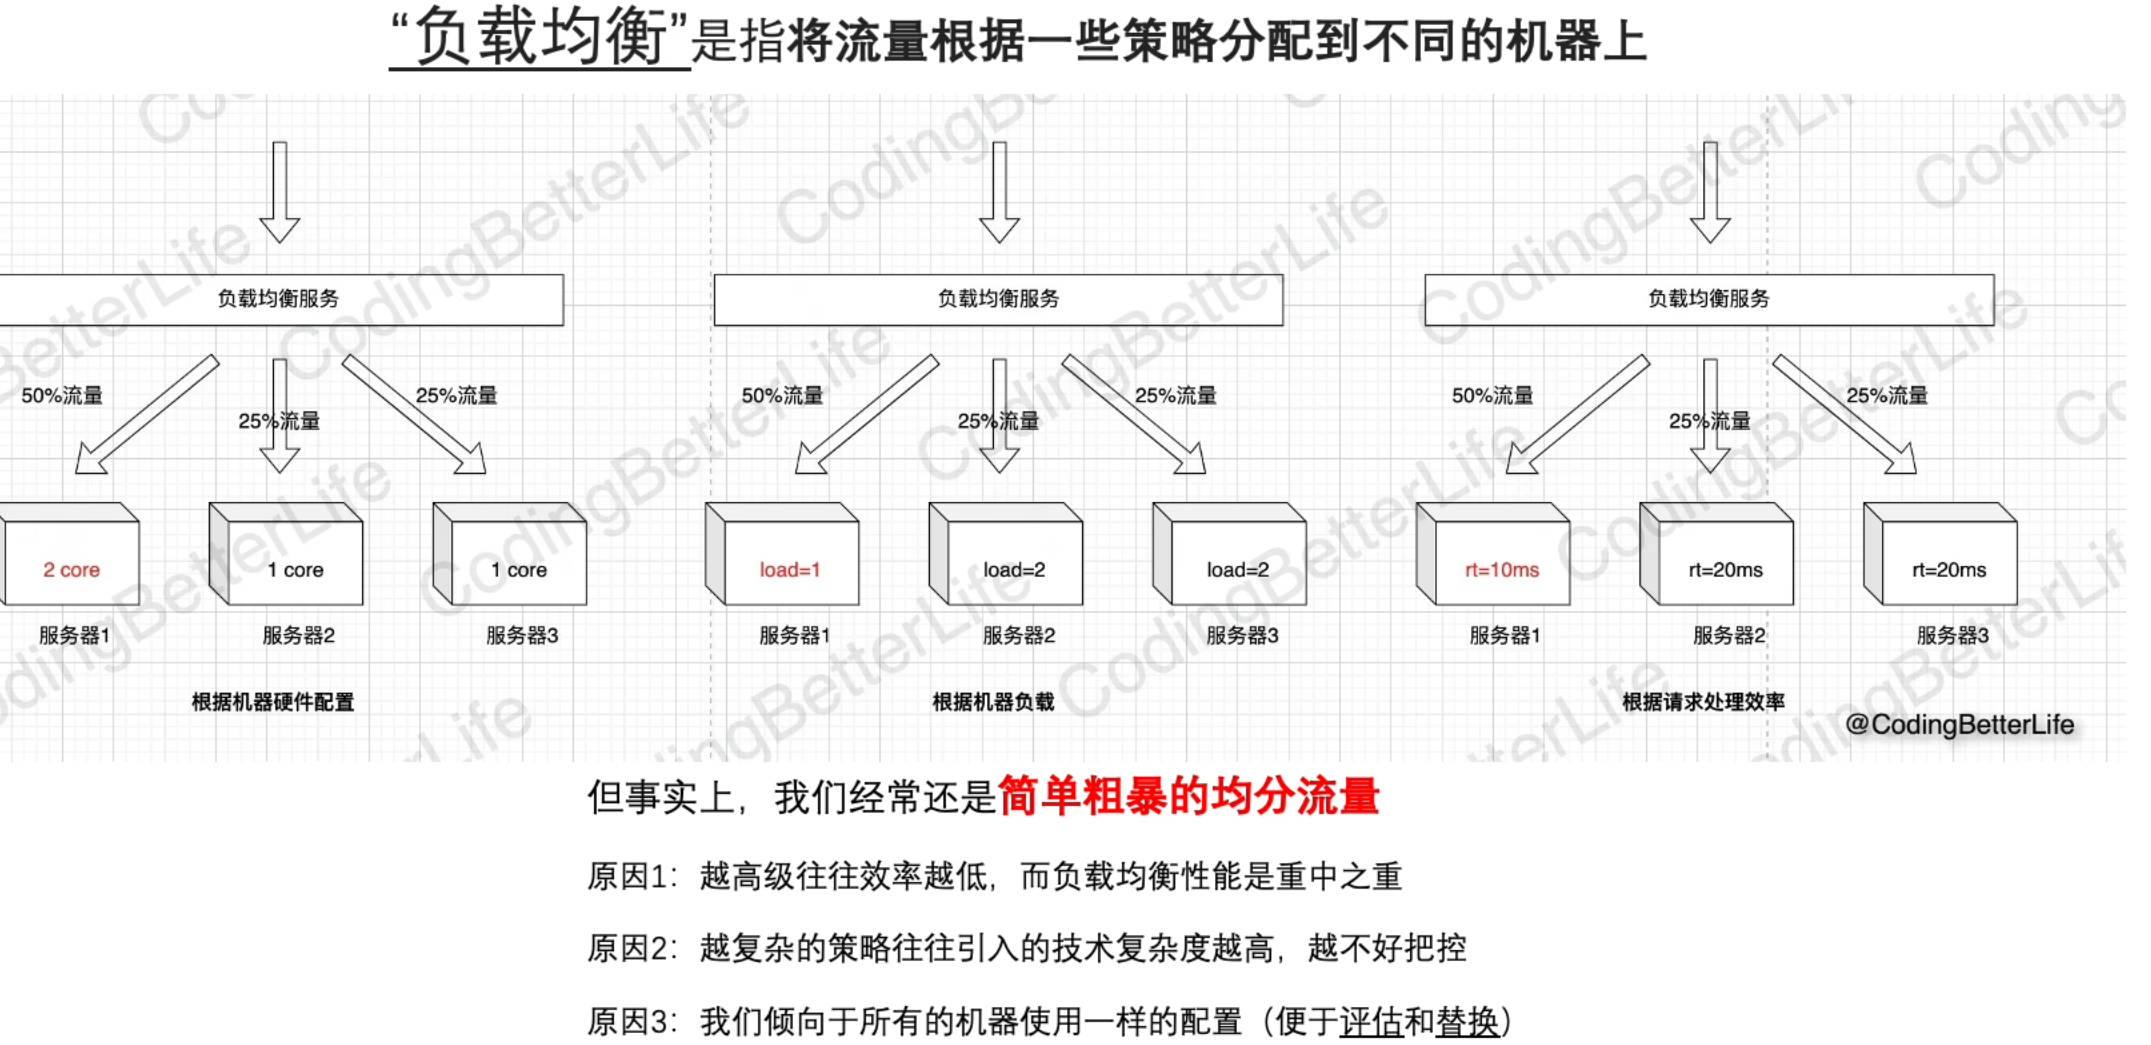 “负载均衡”是指将流量根据一些策略分配到不同的机器上
负载均衡服务
50%流量
25%流量
25%流量
2 core
1 core
1 core
服务器1
服务器2
服务器3
根据机器硬件配置
负载均衡服务
50%流量
25%流量
25%流量
load=1
load=2
load=2
服务器1
服务器2
服务器3
根据机器负载
负载均衡服务
50%流量
25%流量
25%流量
rt=10ms
rt=20ms
rt=20ms
服务器1
服务器2
服务器3
根据请求处理效率
@CodingBetterLife
但事实上，我们经常还是简单粗暴的均分流量
原因1：越高级往往效率越低，而负载均衡性能是重中之重
原因2：越复杂的策略往往引入的技术复杂度越高，越不好把控
原因3：我们倾向于所有的机器使用一样的配置（便于评估和替换）
CodingBetterLife